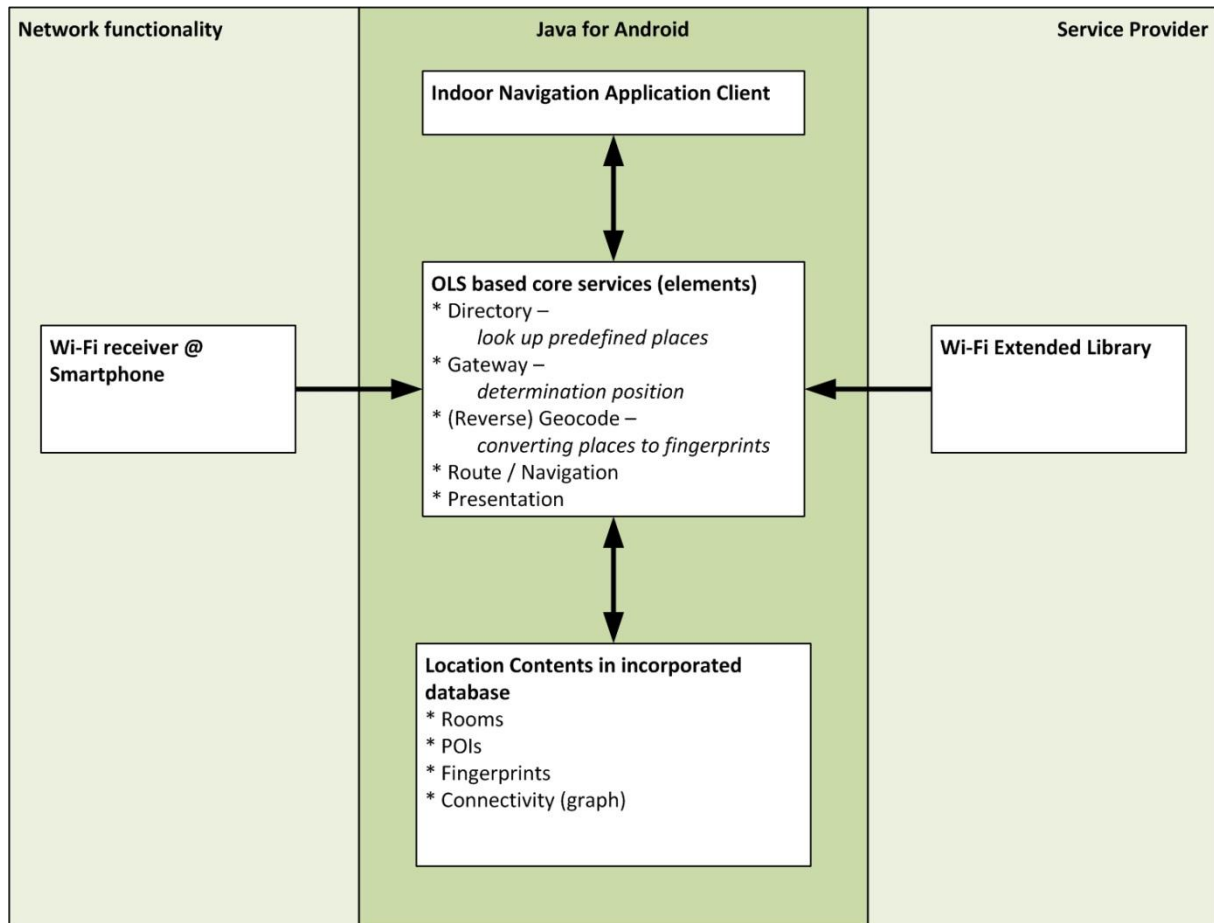 Network functionality
Java for Android
Service Provider
Indoor Navigation Application Client
OLS based core services (elements)
* Directory –
look up predefined places
* Gateway –
determination position
* (Reverse) Geocode –
converting places to fingerprints
* Route / Navigation
* Presentation
Wi-Fi receiver @
Smartphone
Wi-Fi Extended Library
Location Contents in incorporated
database
* Rooms
* POIs
* Fingerprints
* Connectivity (graph)